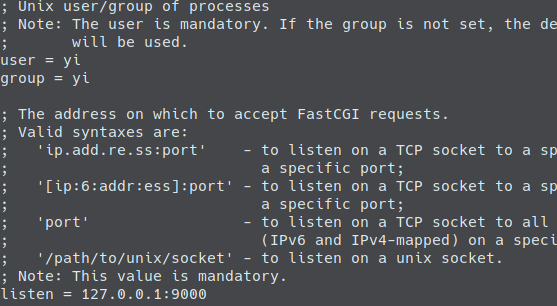 ; Unix user/group of processes
; Note: The user is mandatory. If the group is not set, the de
;       will be used.
user = yi
group = yi

; The address on which to accept FastCGI requests.
; Valid syntaxes are:
;   'ip.add.re.ss:port'    - to listen on a TCP socket to a sp
;                            a specific port;
;   '[ip:6:addr:ess]:port' - to listen on a TCP socket to a sp
;                            a specific port;
;   'port'                 - to listen on a TCP socket to all
;                            (IPv6 and IPv4-mapped) on a speci
;   '/path/to/unix/socket' - to listen on a unix socket.
; Note: This value is mandatory.
listen = 127.0.0.1:9000